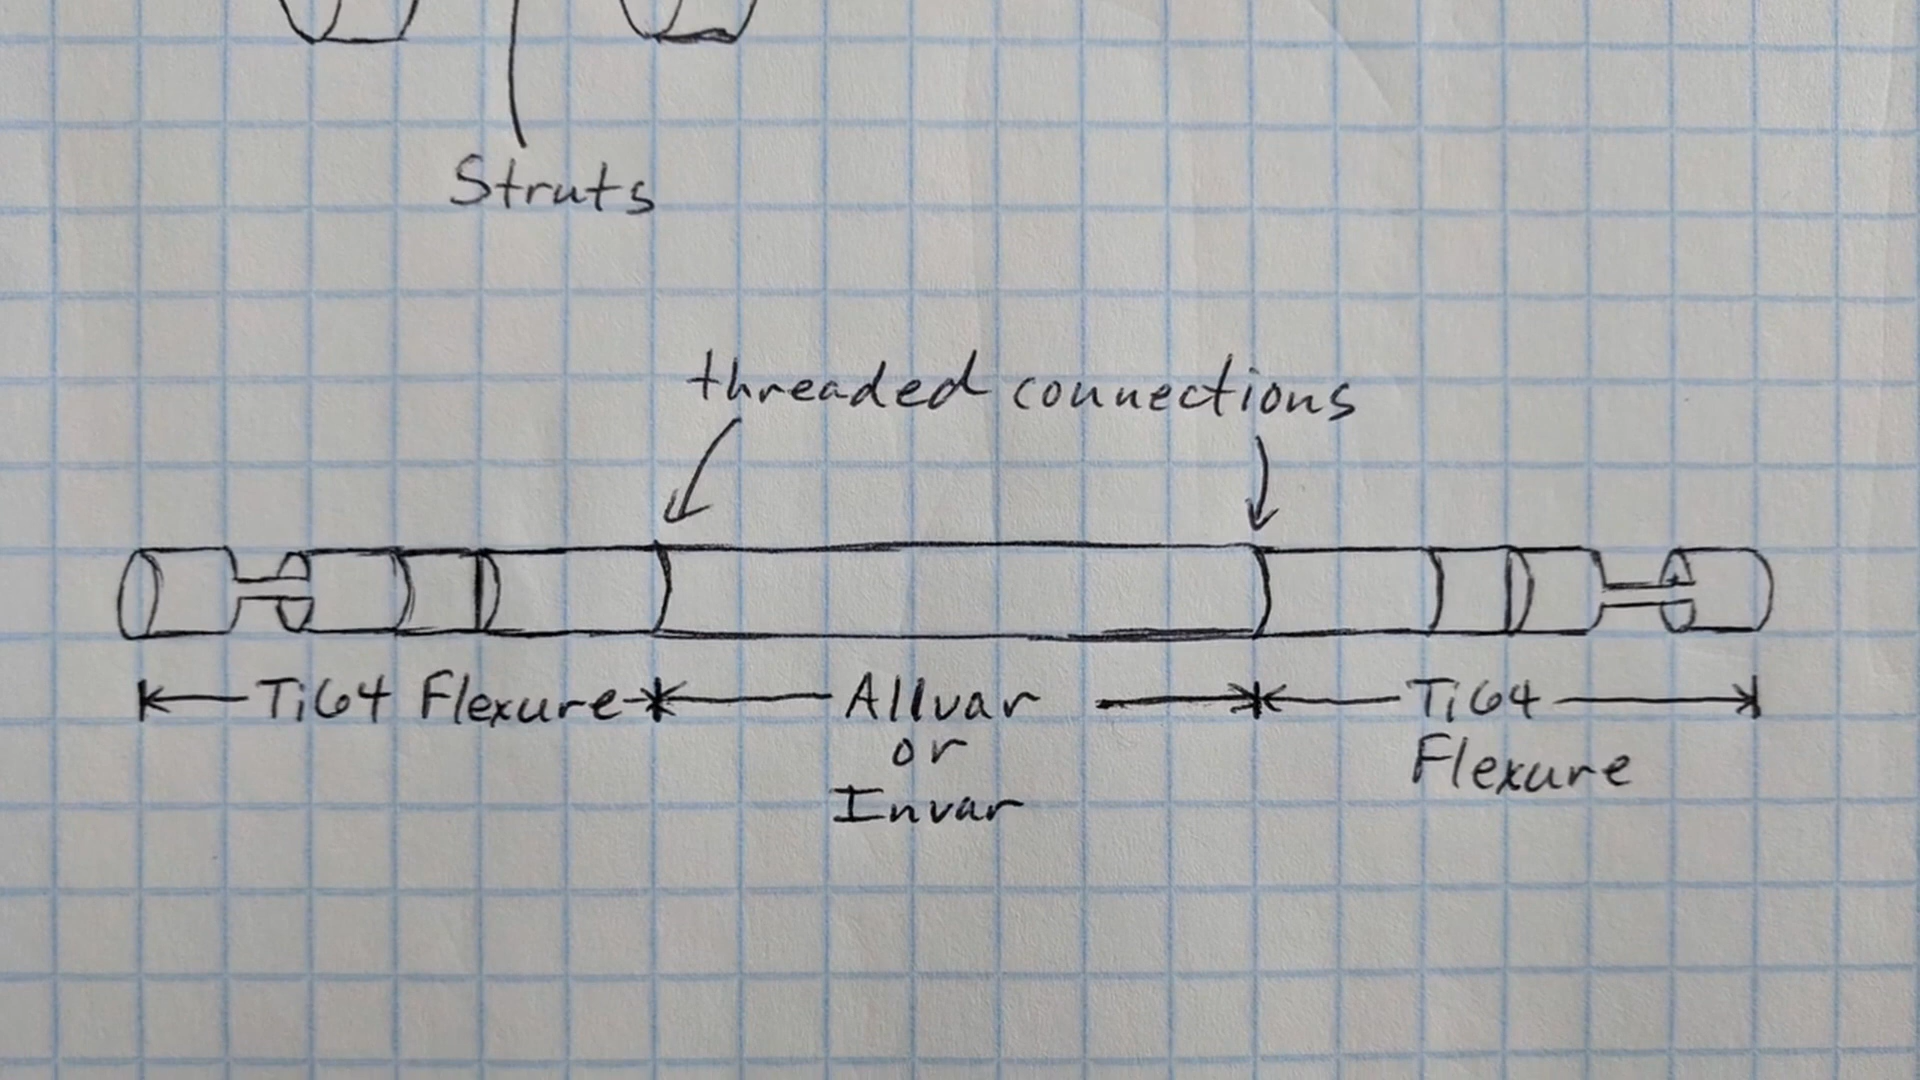 Struts
threaded connections
Ti64 Flexure
Allvar
or
Invar
Ti64
Flexure